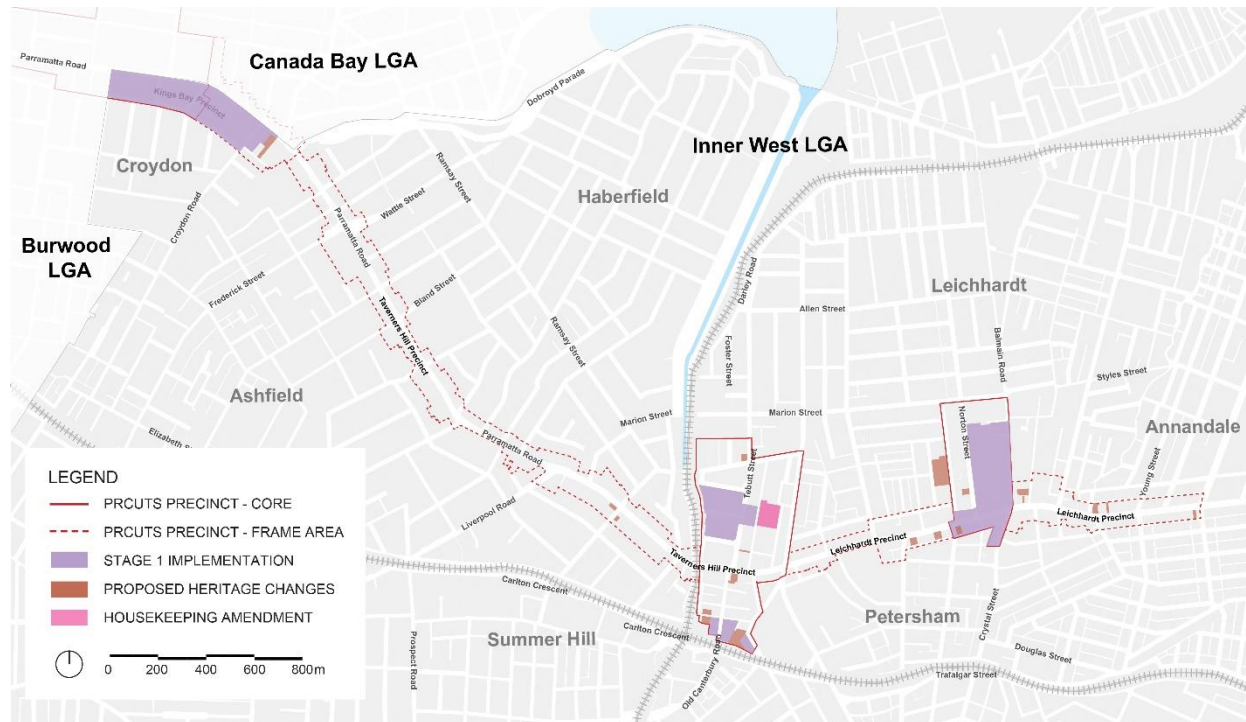 Canada Bay LGA
Parramatta Road
Kings Bay Precinct
Dobroyd Parade
Inner West LGA
Croydon
Ramsay Street
Haberfield
Wattle Street
Croydon Road
Parramatta Road
Burwood
LGA
Darley Road
Frederick Street
Bland Street
Leichhardt
Allen Street
Taverners Hill Precinct
Ramsay Street
Foster Street
Balmain Road
Styles Street
Ashfield
Marion Street
Marion Street
Norton Street
Annandale
Elizabeth S
Parramatta Road
Tebutt Street
Young Street
LEGEND
PRCUTS PRECINCT - CORE
PRCUTS PRECINCT - FRAME AREA
STAGE 1 IMPLEMENTATION
PROPOSED HERITAGE CHANGES
HOUSEKEEPING AMENDMENT
0 200 400 600 800m
Liverpool Road
Leichhardt Precinct
Leichhardt Precinct
Taverners Hill Precinct
Carlton Crescent
Petersham
Crystal Street
Summer Hill
Carlton Crescent
Prospect Road
Old Canterbury Road
Douglas Street
Trafalgar Street